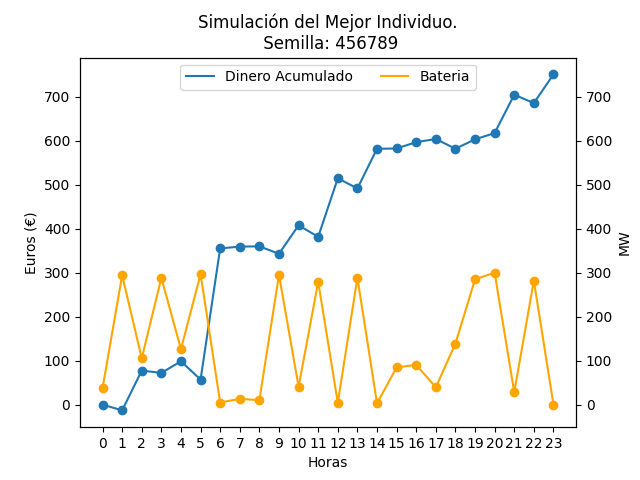 Simulación del Mejor Individuo.
Semilla: 456789
Dinero Acumulado
Bateria
700
600
500
400
300
200
100
0
Euros (€)
700
600
500
400
300
200
100
0
MW
0 1 2 3 4 5 6 7 8 9 10 11 12 13 14 15 16 17 18 19 20 21 22 23
Horas